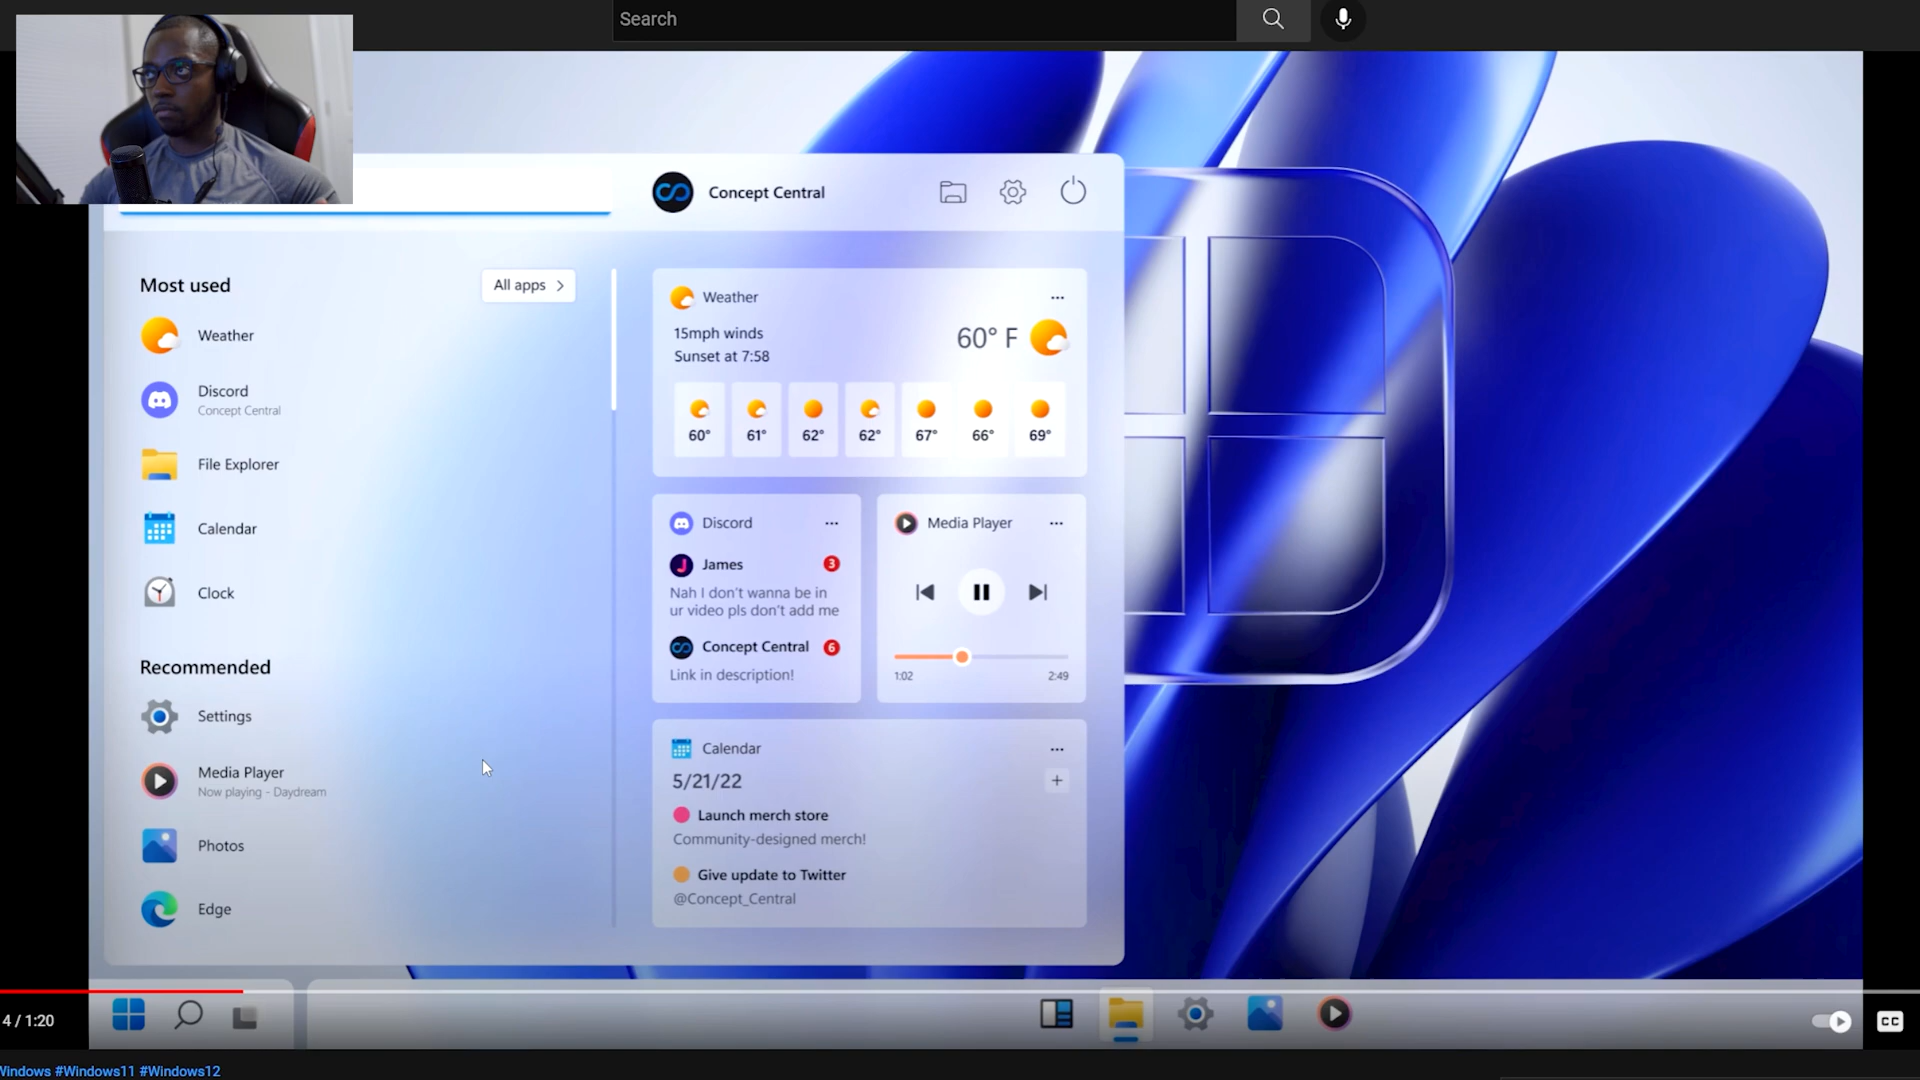 Search
Concept Central
Most used
All apps
Weather
Discord
Concept Central
File Explorer
Calendar
Clock
Recommended
Settings
Media Player
Now playing - Daydream
Photos
Edge
Weather
15mph winds
Sunset at 7:58
60° F
60° 61° 62° 62° 67° 66° 69°
Discord
James 3
Nah I don't wanna be in
ur video pls don't add me
Concept Central 6
Link in description!
Media Player
1:02 2:49
Calendar
5/21/22
Launch merch store
Community-designed merch!
Give update to Twitter
@Concept_Central
4 / 1:20
CC
Windows #Windows11 #Windows12